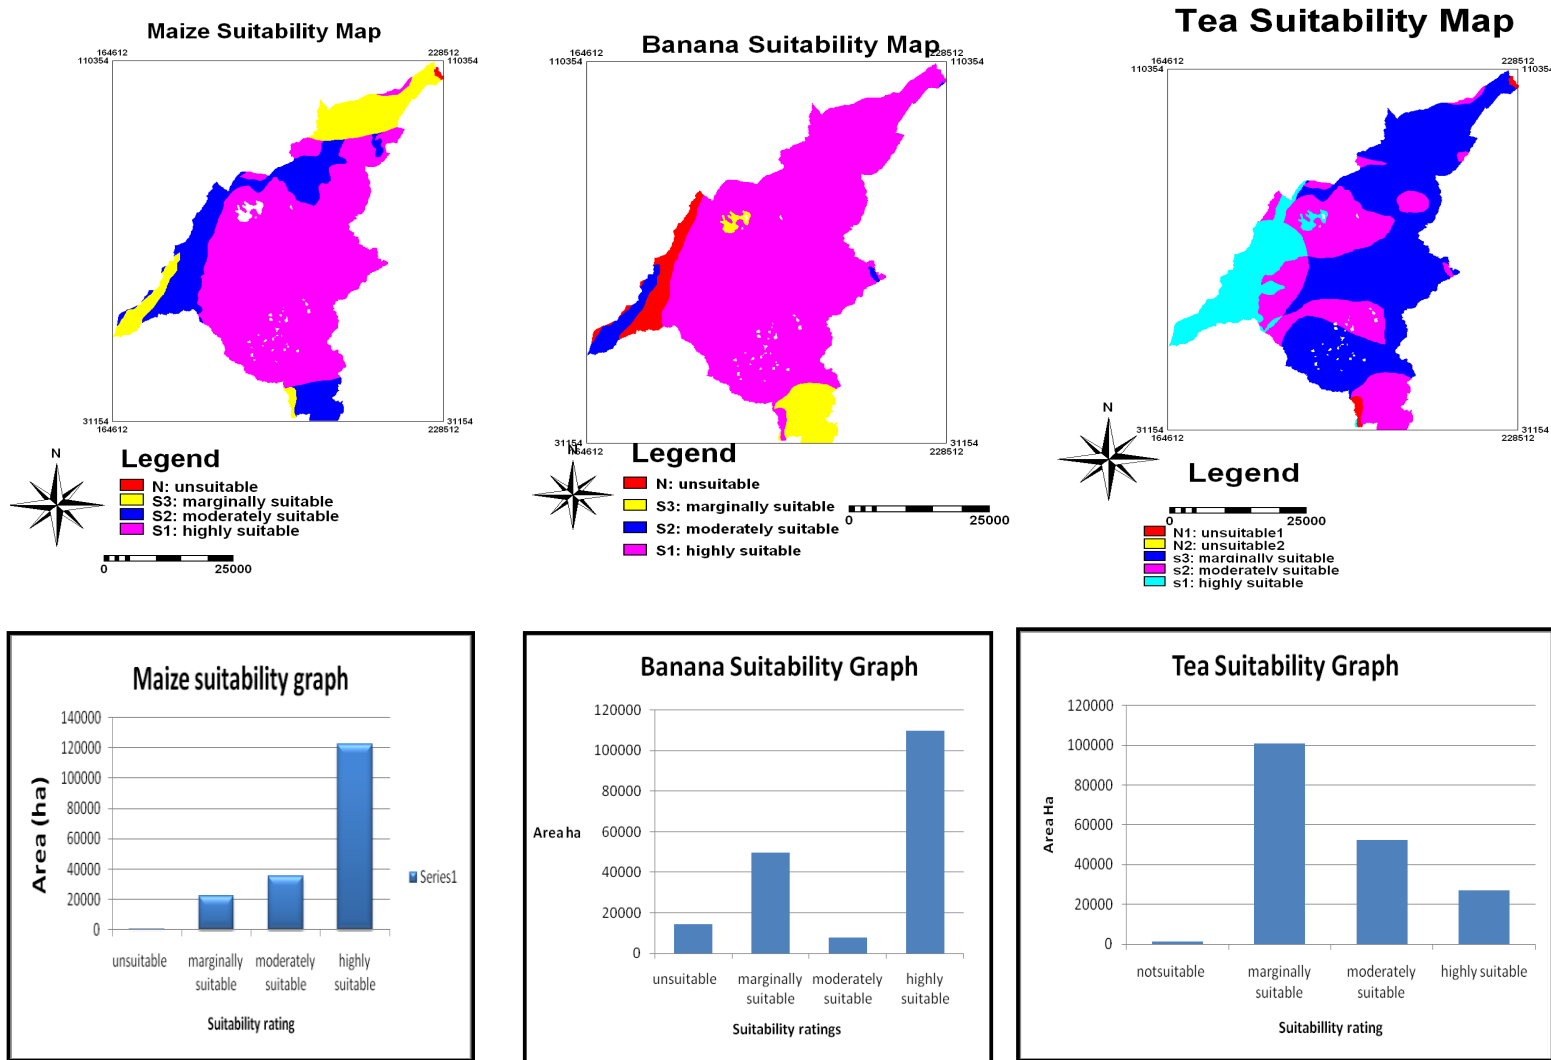 Maize Suitability Map
164612
228512
110354
31154
31154
164612
228512
N
Legend
N: unsuitable
S3: marginally suitable
S2: moderately suitable
S1: highly suitable
0
25000
Banana Suitability Map
164612
228512
110354
110354
31154
164612
228512
N
Legend
N: unsuitable
S3: marginally suitable
S2: moderately suitable
S1: highly suitable
0
25000
Tea Suitability Map
164612
228512
110354
110354
31154
31154
164612
228512
N
Legend
0
25000
N1: unsuitable1
N2: unsuitable2
s3: marginally suitable
s2: moderately suitable
s1: highly suitable
Maize suitability graph
Area (ha)
140000
120000
100000
80000
60000
40000
20000
0
unsuitable
marginally
suitable
moderately
suitable
highly
suitable
Series1
Suitability rating
Banana Suitability Graph
Area ha
120000
100000
80000
60000
40000
20000
0
unsuitable
marginally
suitable
moderately
suitable
highly
suitable
Suitability ratings
Tea Suitability Graph
Area Ha
120000
100000
80000
60000
40000
20000
0
notsuitable
marginally
suitable
moderately
suitable
highly suitable
Suitabillity rating